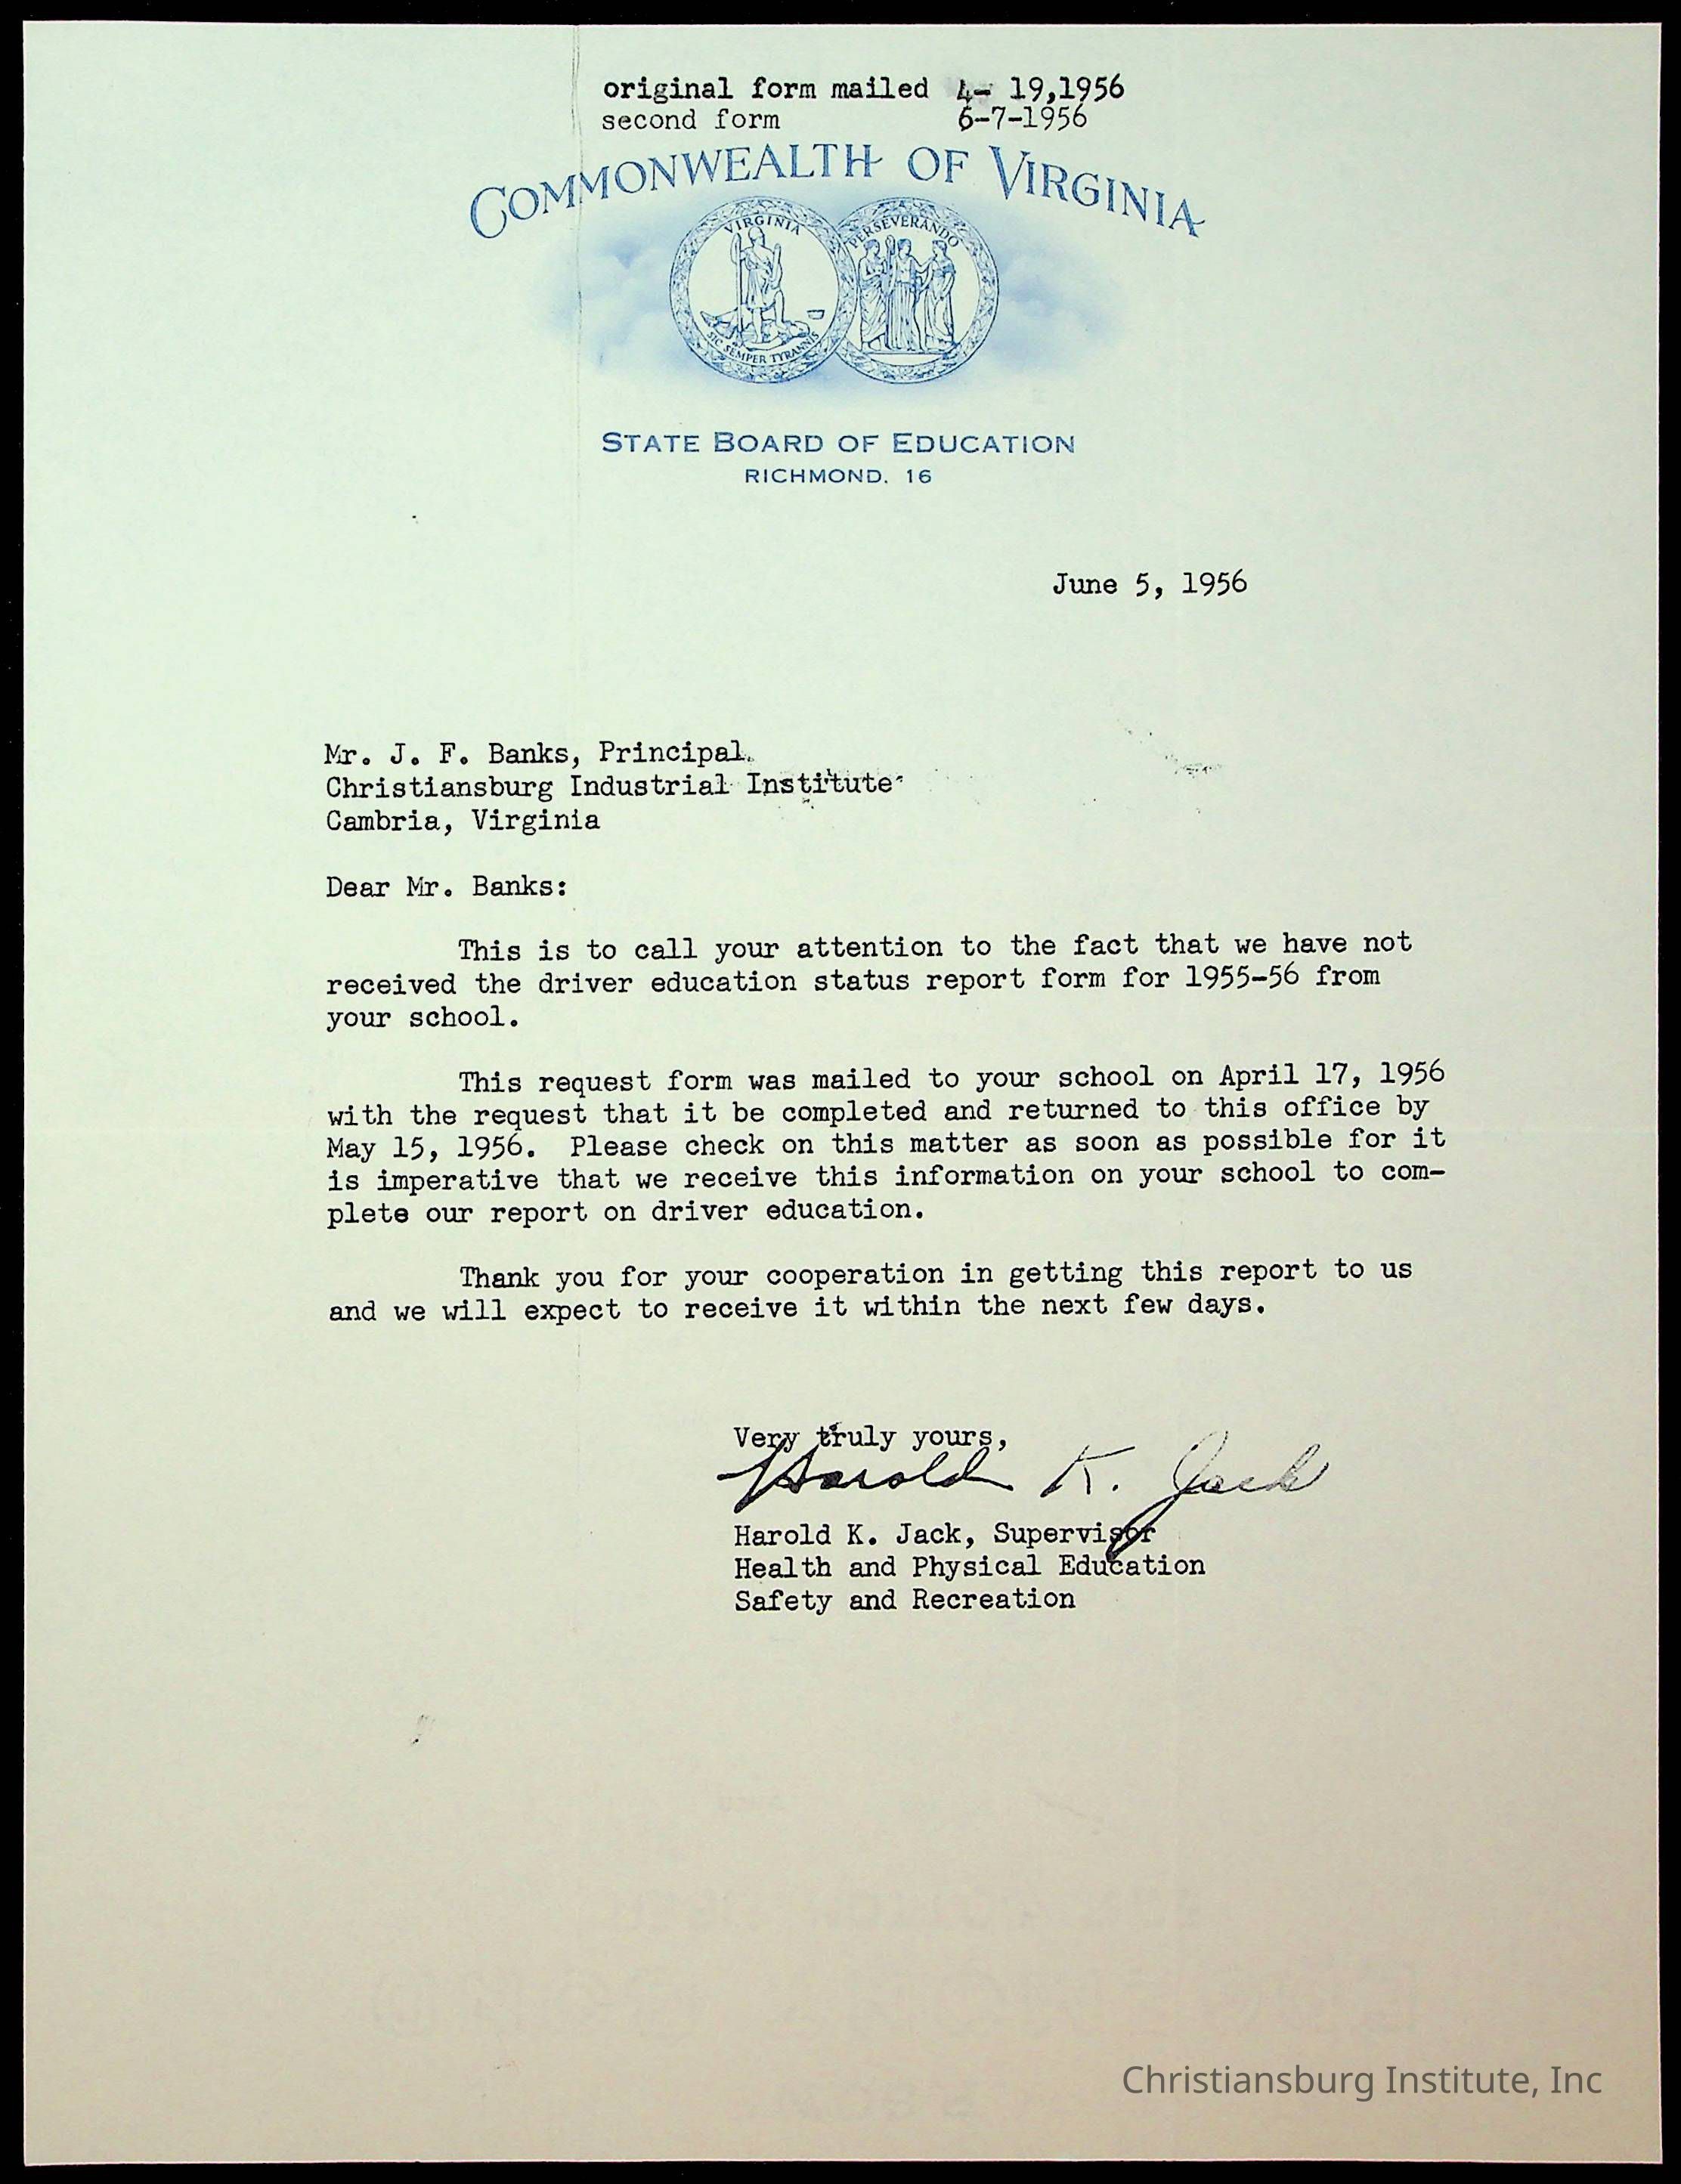 original form mailed 4- 19,1956
second form 6-7-1956
COMMONWEALTH OF VIRGINIA
VIRGINIA
PERSEVERANDO
SIC SEMPER TYRANNIS
STATE BOARD OF EDUCATION
RICHMOND. 16
June 5, 1956
Mr. J. F. Banks, Principal
Christiansburg Industrial Institute
Cambria, Virginia
Dear Mr. Banks:
This is to call your attention to the fact that we have not
received the driver education status report form for 1955-56 from
your school.
This request form was mailed to your school on April 17, 1956
with the request that it be completed and returned to this office by
May 15, 1956. Please check on this matter as soon as possible for it
is imperative that we receive this information on your school to com-
plete our report on driver education.
Thank you for your cooperation in getting this report to us
and we will expect to receive it within the next few days.
Very truly yours,
Harold K. Jack
Harold K. Jack, Supervisor
Health and Physical Education
Safety and Recreation
Christiansburg Institute, Inc